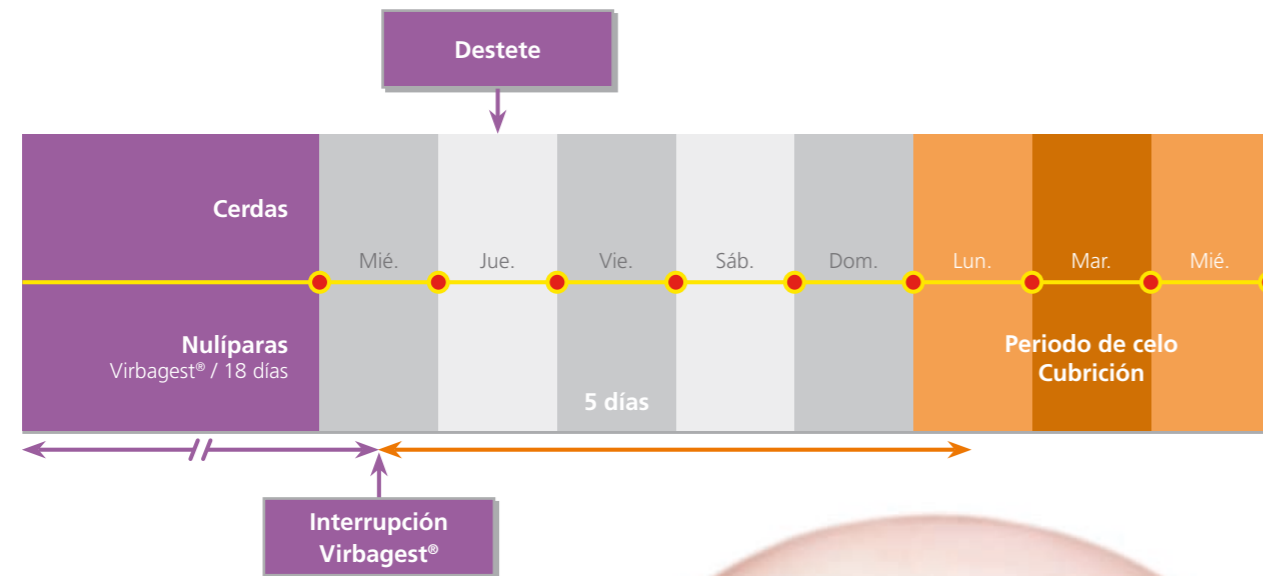 Destete
Cerdas
Mié. Jue. Vie. Sáb. Dom. Lun. Mar. Mié.
Nulíparas
Virbagest® / 18 días
Periodo de celo
Cubrición
5 días
Interrupción
Virbagest®